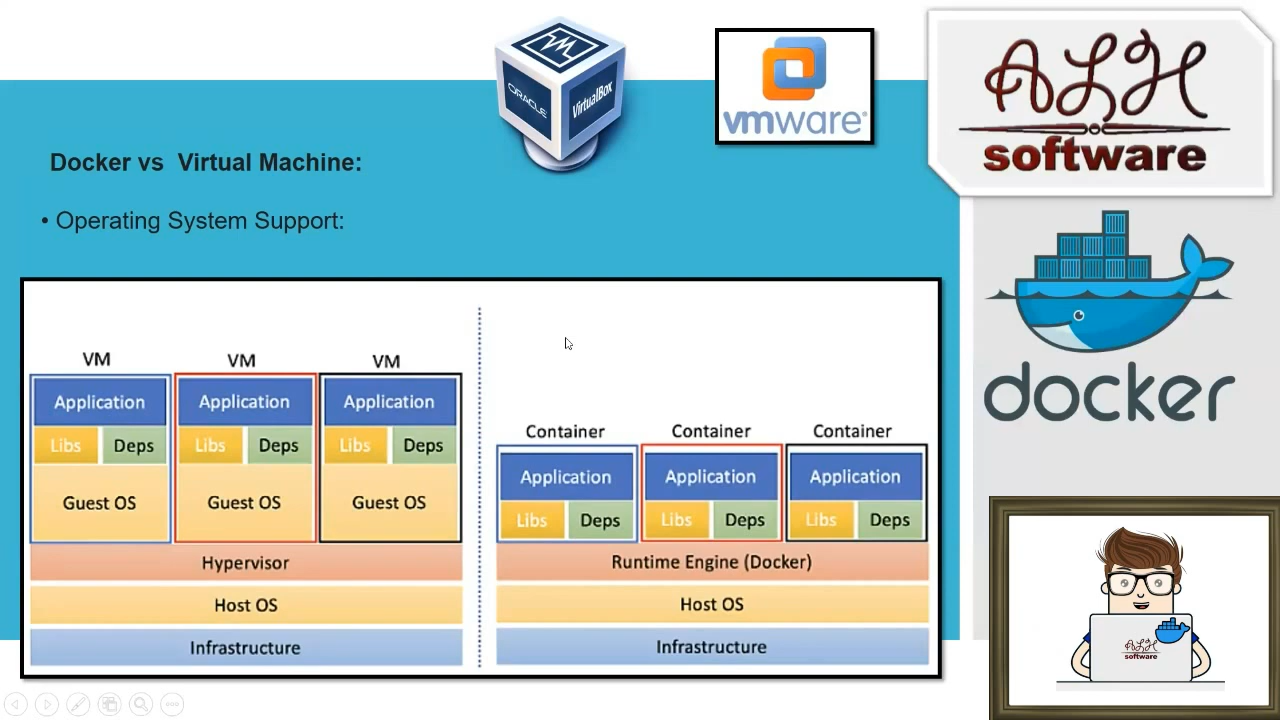 ORACLE
VirtualBox
vmware®
ALH
software
Docker vs Virtual Machine:
• Operating System Support:
docker
VM VM VM
Application Application Application
Libs Deps Libs Deps Libs Deps
Guest OS Guest OS Guest OS
Hypervisor
Host OS
Infrastructure
Container Container Container
Application Application Application
Libs Deps Libs Deps Libs Deps
Runtime Engine (Docker)
Host OS
Infrastructure
ALH
software